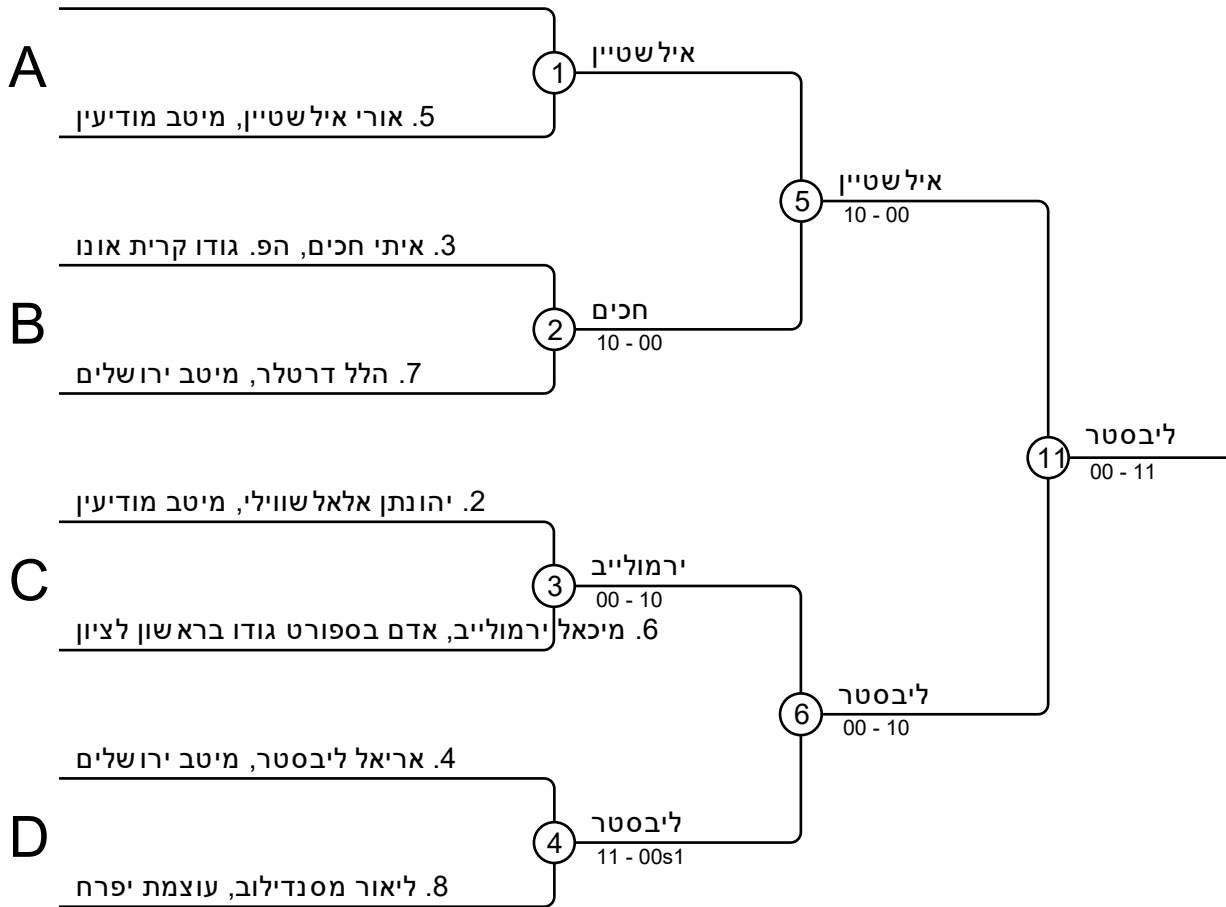 A
1
אילשטיין
5. אורי אילשטיין, מיטב מודיעין
5
אילשטיין
10 - 00
3. איתי חכים, הפ. גודו קרית אונו
B
2
חכים
10 - 00
7. הלל דרטלר, מיטב ירושלים
11
ליבסטר
00 - 11
2. יהונתן אלאלשווילי, מיטב מודיעין
C
3
ירמולייב
00 - 10
6. מיכאל ירמולייב, אדם בספורט גודו בראשון לציון
6
ליבסטר
00 - 10
4. אריאל ליבסטר, מיטב ירושלים
D
4
ליבסטר
11 - 00s1
8. ליאור מסנדילוב, עוצמת יפרח